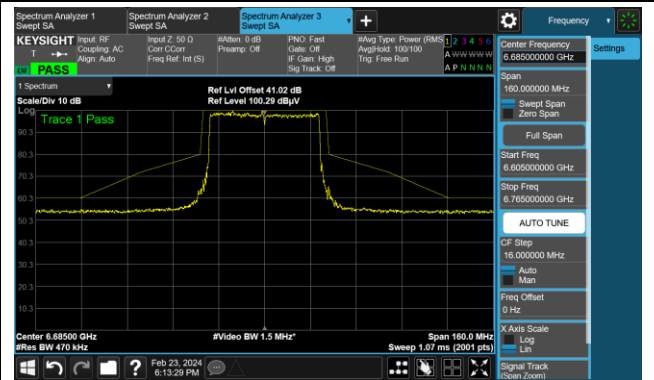 Spectrum Analyzer 1
Swept SA
Spectrum Analyzer 2
Swept SA
Spectrum Analyzer 3
Swept SA
Frequency
KEYSIGHT
T
LXI
PASS
Input: RF
Coupling: AC
Align: Auto
Input Z: 50 Ω
Corr CCorr
Freq Ref: Int (S)
#Atten: 0 dB
Preamp: Off
PNO: Fast
Gate: Off
IF Gain: High
Sig Track: Off
#Avg Type: Power (RMS
Avg|Hold: 100/100
Trig: Free Run
1 2 3 4 5 6
A W W W W W
A P N N N N
1 Spectrum
Scale/Div 10 dB
Ref Lvl Offset 41.02 dB
Ref Level 100.29 dBµV
Log
Trace 1 Pass
90.3
80.3
70.3
60.3
50.3
40.3
30.3
20.3
10.3
Center 6.68500 GHz
#Res BW 470 kHz
#Video BW 1.5 MHz*
Span 160.0 MHz
Sweep 1.07 ms (2001 pts)
Feb 23, 2024
6:13:29 PM
Center Frequency
6.685000000 GHz
Settings
Span
160.000000 MHz
Swept Span
Zero Span
Full Span
Start Freq
6.605000000 GHz
Stop Freq
6.765000000 GHz
AUTO TUNE
CF Step
16.000000 MHz
Auto
Man
Freq Offset
0 Hz
X Axis Scale
Log
Lin
Signal Track
(Span Zoom)